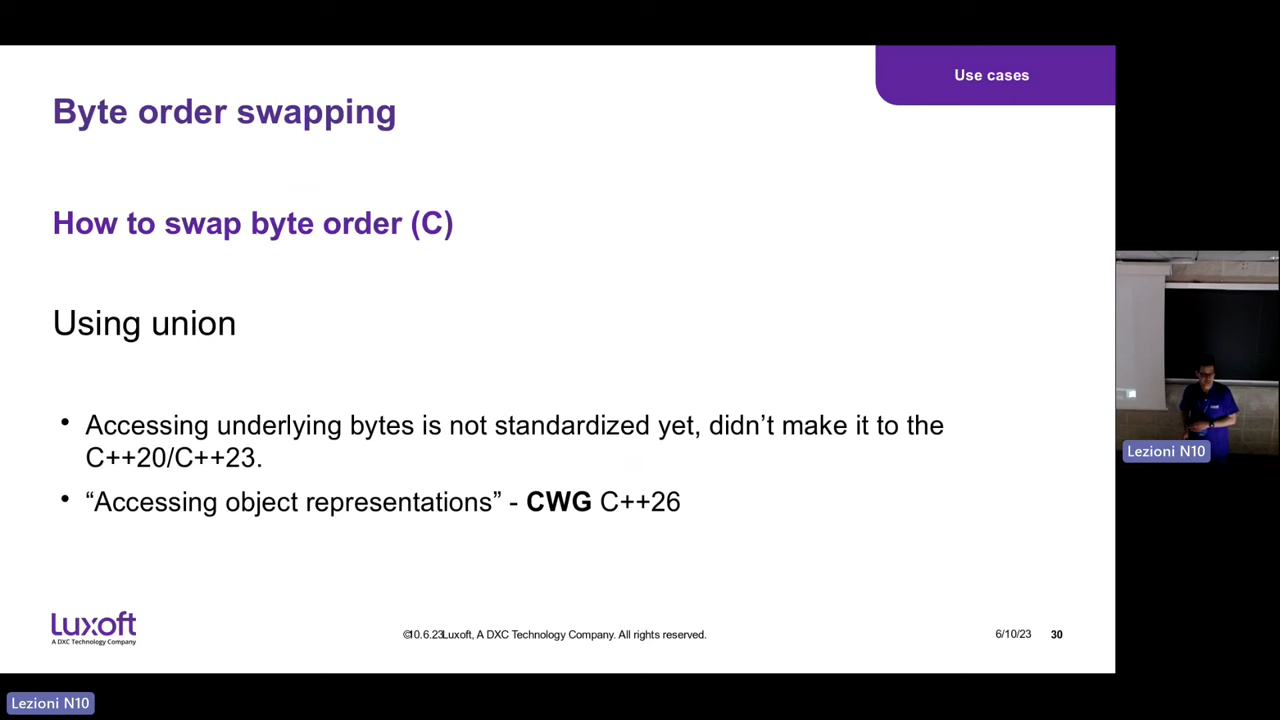 Use cases
Byte order swapping
How to swap byte order (C)
Using union
• Accessing underlying bytes is not standardized yet, didn’t make it to the
C++20/C++23.
• “Accessing object representations” - CWG C++26
Luxoft
A DXC Technology Company
©10.6.23Luxoft, A DXC Technology Company. All rights reserved.
6/10/23 30
Lezioni N10
Lezioni N10